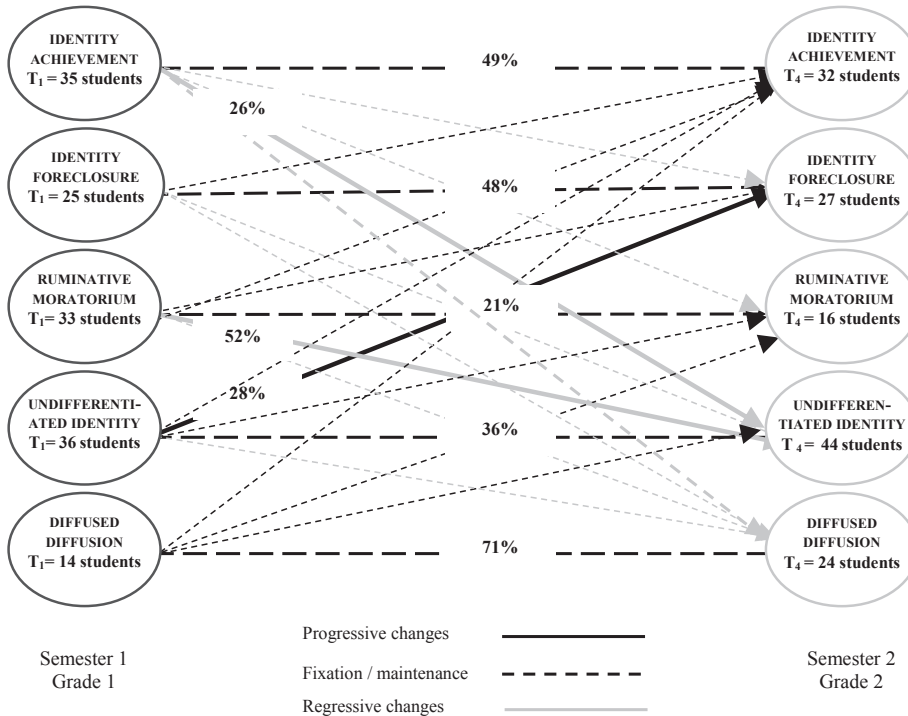 IDENTITY
ACHIEVEMENT
T1 = 35 students
IDENTITY
FORECLOSURE
T1 = 25 students
RUMINATIVE
MORATORIUM
T1= 33 students
UNDIFFERENTI-
IATED IDENTITY
T1= 36 students
DIFFUSED
DIFFUSION
T1= 14 students
49%
26%
48%
21%
52%
28%
36%
71%
IDENTITY
ACHIEVEMENT
T4 = 32 students
IDENTITY
FORECLOSURE
T4 = 27 students
RUMINATIVE
MORATORIUM
T4 = 16 students
UNDIFFEREN-
TIATED IDENTITY
T 4 = 44 students
DIFFUSED
DIFFUSION
T4 = 24 students
Semester 1
Grade 1
Progressive changes
Fixation / maintenance
Regressive changes
Semester 2
Grade 2